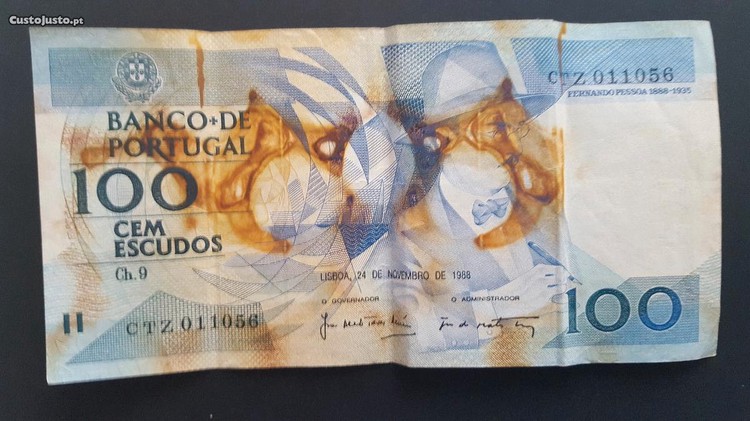 CustoJusto.pt
CTZ 011056
FERNANDO PESSOA 1888-1935
BANCO DE
PORTUGAL
100
CEM
ESCUDOS
Ch. 9
LISBOA, 24 DE NOVEMBRO DE 1988
O GOVERNADOR O ADMINISTRADOR
CTZ 011056
100